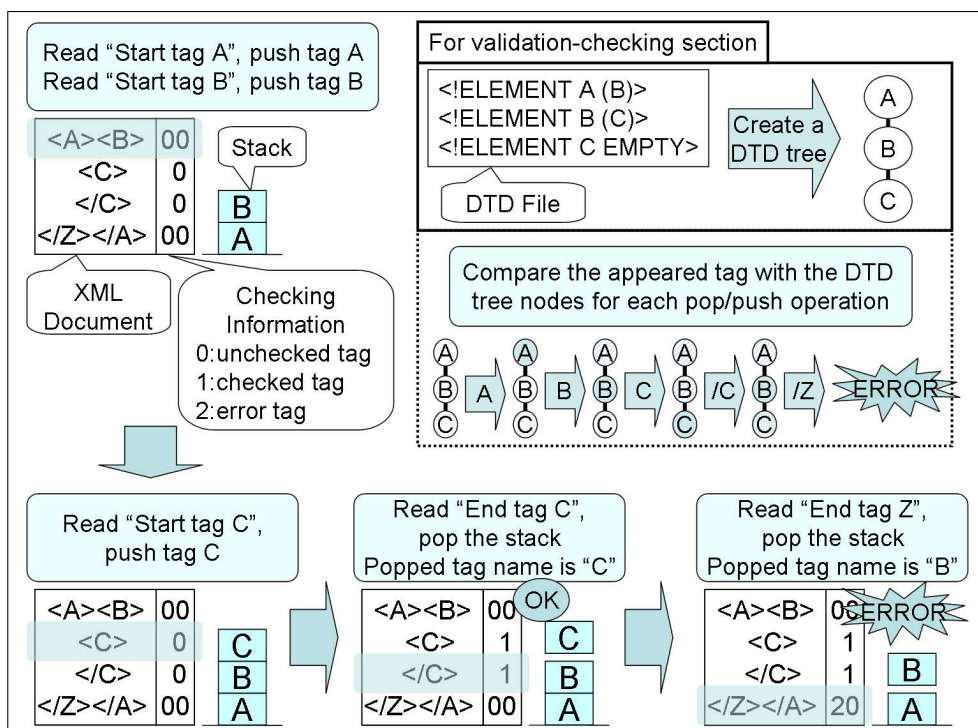 Read “Start tag A”, push tag A
Read “Start tag B”, push tag B
<A><B> 00
<C> 0
</C> 0
</Z></A> 00
Stack
B
A
XML
Document
Checking
Information
0:unchecked tag
1:checked tag
2:error tag
For validation-checking section
<!ELEMENT A (B)>
<!ELEMENT B (C)>
<!ELEMENT C EMPTY>
DTD File
Create a
DTD tree
A
B
C
Compare the appeared tag with the DTD
tree nodes for each pop/push operation
A A A A A
B B B B B
C C C C C
A B C /C /Z
ERROR
Read “Start tag C”,
push tag C
<A><B> 00
<C> 0
</C> 0
</Z></A> 00
C
B
A
Read “End tag C”,
pop the stack
Popped tag name is “C”
OK
<A><B> 00
<C> 1
</C> 1
</Z></A> 00
C
B
A
Read “End tag Z”,
pop the stack
Popped tag name is “B”
ERROR
<A><B> 0
<C> 1
</C> 1
</Z></A> 20
B
A